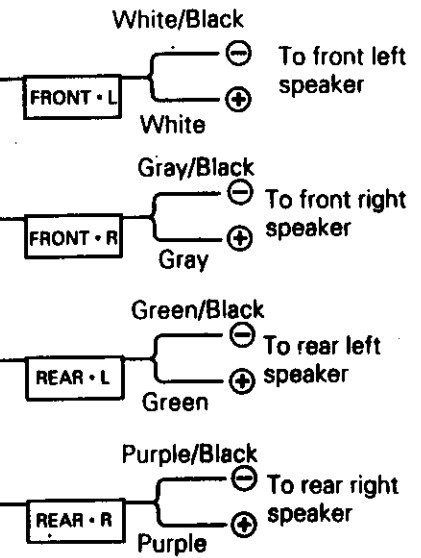 White/Black
⊖ To front left
speaker
FRONT • L
⊕
White
Gray/Black
⊖ To front right
speaker
FRONT • R
⊕
Gray
Green/Black
⊖ To rear left
speaker
REAR • L
⊕
Green
Purple/Black
⊖ To rear right
speaker
REAR • R
⊕
Purple